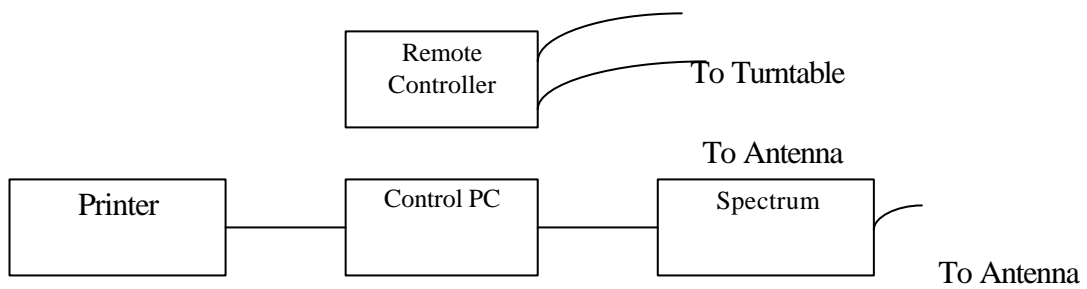 Remote
Controller
To Turntable
To Antenna
Printer
Control PC
Spectrum
To Antenna